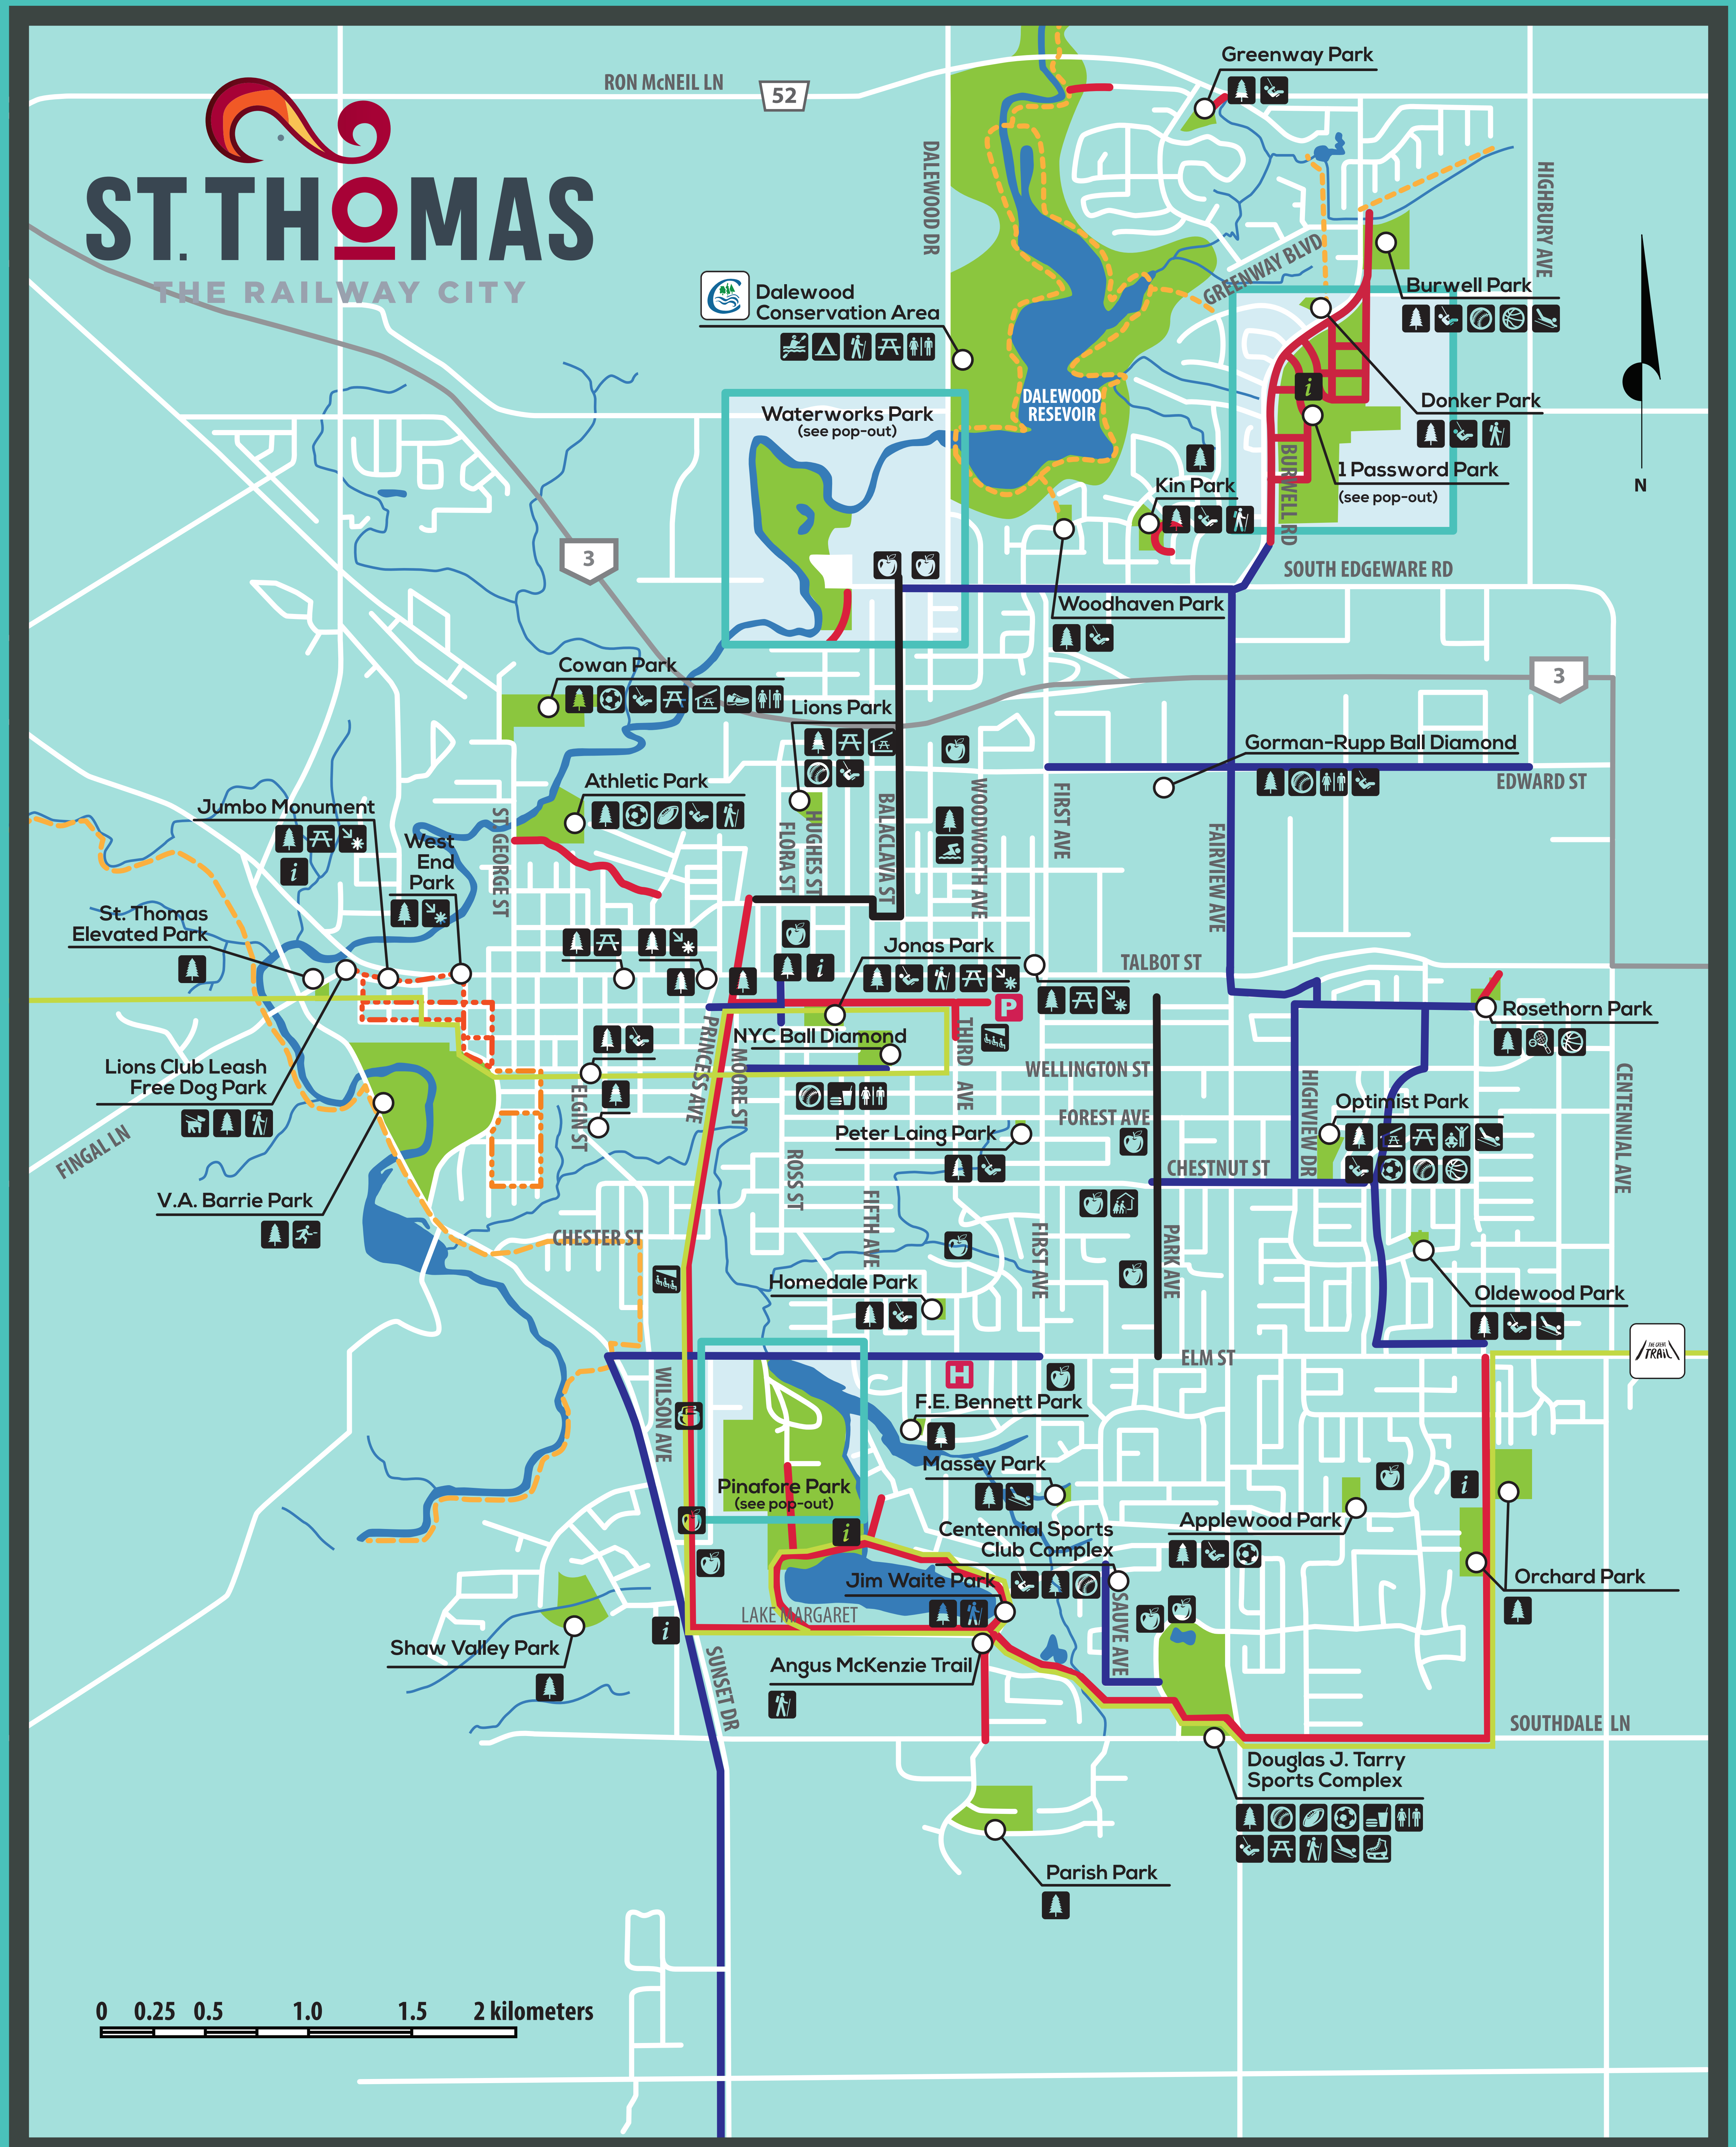 ST. THOMAS
THE RAILWAY CITY
RON McNEIL LN
52
Greenway Park
DALEWOOD DR
HIGHBURY AVE
GREENWAY BLVD
Dalewood
Conservation Area
Burwell Park
DALEWOOD
RESEVOIR
Waterworks Park
(see pop-out)
Donker Park
i
1 Password Park
(see pop-out)
BURWELL RD
Kin Park
N
3
SOUTH EDGEWARE RD
Woodhaven Park
Cowan Park
3
Lions Park
Gorman-Rupp Ball Diamond
EDWARD ST
Athletic Park
Jumbo Monument
i
West
End
Park
ST GEORGE ST
FLORA ST
HUGHES ST
BALACLAVA ST
WOODWORTH AVE
FIRST AVE
FAIRVIEW AVE
St. Thomas
Elevated Park
Jonas Park
TALBOT ST
i
P
Rosethorn Park
NYC Ball Diamond
PRINCESS AVE
MOORE ST
THIRD AVE
WELLINGTON ST
Lions Club Leash
Free Dog Park
ELGIN ST
HIGHVIEW DR
CENTENNIAL AVE
Optimist Park
FOREST AVE
Peter Laing Park
FINGAL LN
CHESTNUT ST
V.A. Barrie Park
ROSS ST
FIFTH AVE
FIRST AVE
PARK AVE
CHESTER ST
Homedale Park
Oldewood Park
THE GREAT
TRAIL
ELM ST
WILSON AVE
H
F.E. Bennett Park
Massey Park
Pinafore Park
(see pop-out)
i
i
Centennial Sports
Club Complex
Applewood Park
Jim Waite Park
Orchard Park
LAKE MARGARET
SAUVE AVE
i
Shaw Valley Park
SUNSET DR
Angus McKenzie Trail
SOUTHDALE LN
Douglas J. Tarry
Sports Complex
Parish Park
0 0.25 0.5 1.0 1.5 2 kilometers